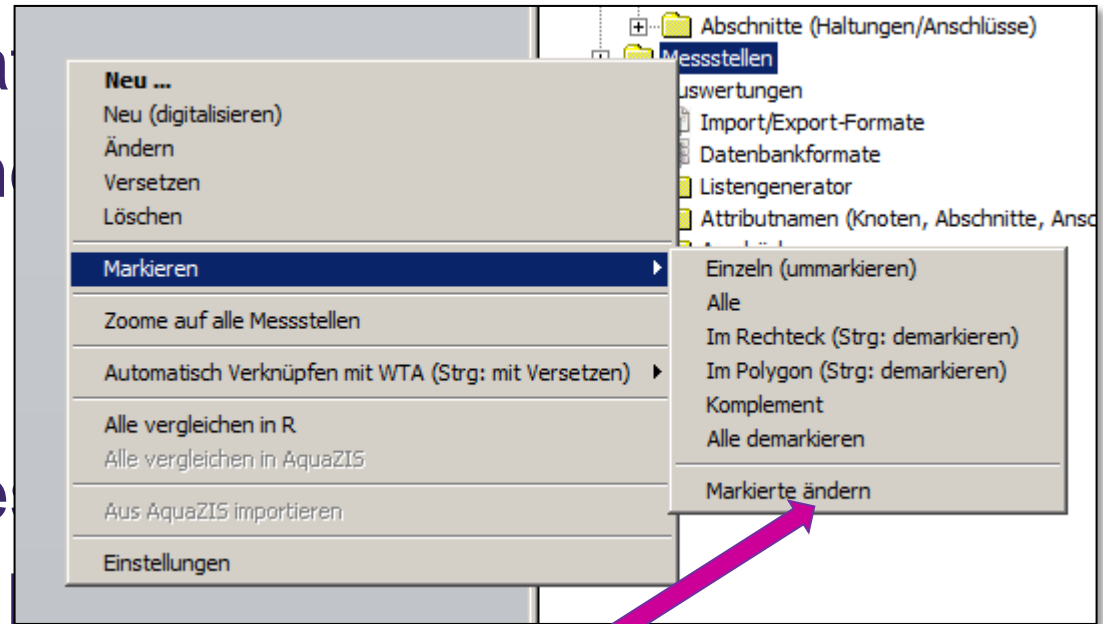 Abschnitte (Haltungen/Anschlüsse)
Messstellen
Import/Export-Formate
Datenbankformate
Listengenerator
Attributnamen (Knoten, Abschnitte,
Neu ...
Neu (digitalisieren)
Ändern
Versetzen
Löschen
Markieren
Zoome auf alle Messstellen
Automatisch Verknüpfen mit WTA (Strg: mit Versetzen)
Alle vergleichen in R
Alle vergleichen in AquaZIS
Aus AquaZIS importieren
Einstellungen
Einzeln (ummarkieren)
Alle
Im Rechteck (Strg: demarkieren)
Im Polygon (Strg: demarkieren)
Komplement
Alle demarkieren
Markierte ändern